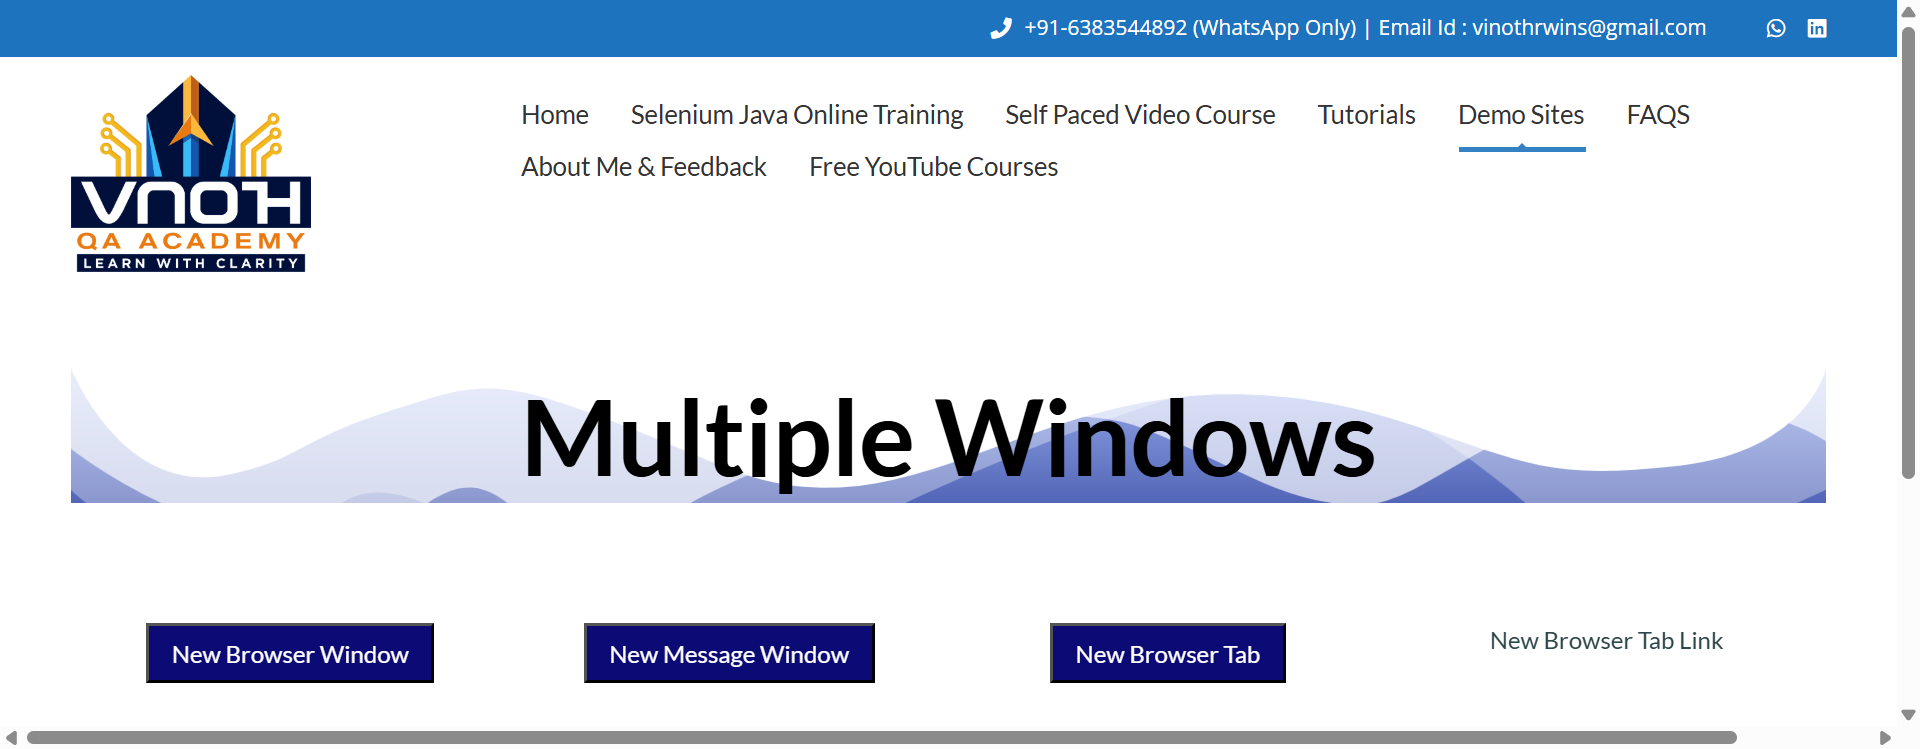 +91-6383544892 (WhatsApp Only) | Email Id : vinothrwins@gmail.com
VNOTH
QA ACADEMY
LEARN WITH CLARITY
Home Selenium Java Online Training Self Paced Video Course Tutorials Demo Sites FAQS
About Me & Feedback Free YouTube Courses
Multiple Windows
New Browser Window New Message Window New Browser Tab New Browser Tab Link